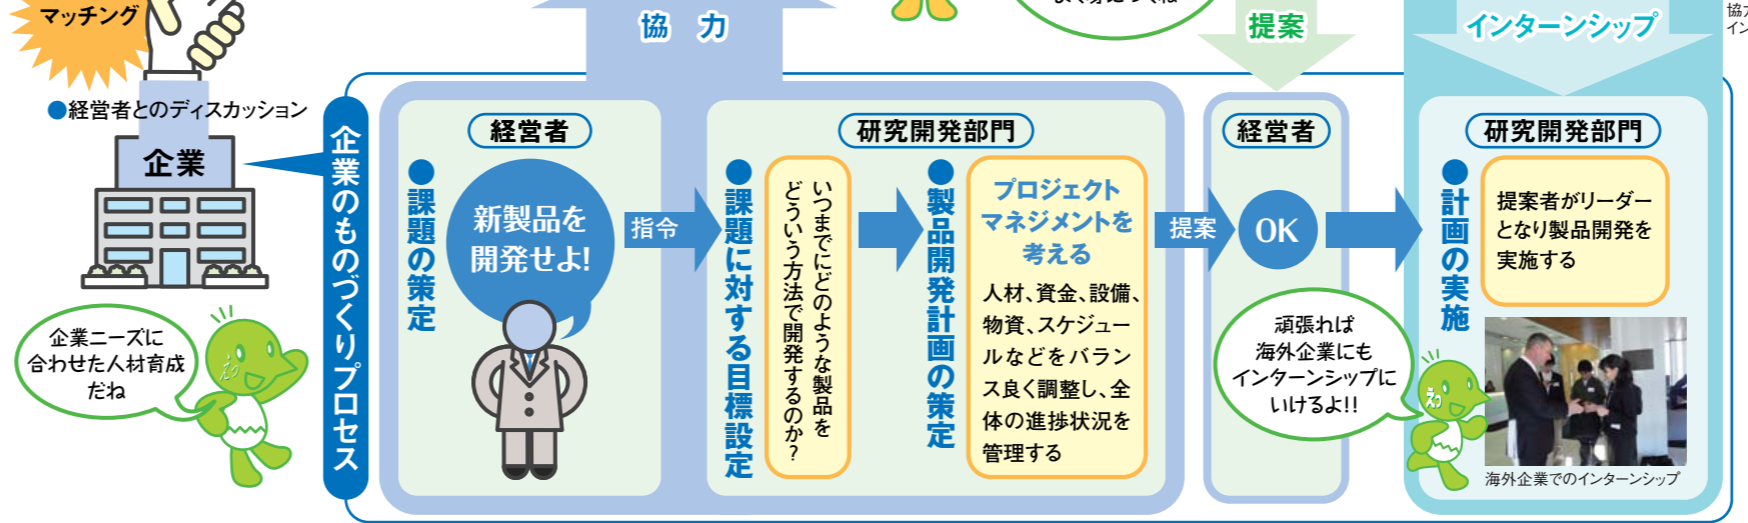 マッチング
協力
提案
インターンシップ
●経営者とのディスカッション
企業
企業ニーズに
合わせた人材育成
だね
企業のものづくりプロセス
経営者
●課題の策定
新製品を
開発せよ!
指令
研究開発部門
●課題に対する目標設定
いつまでにどのような製品を
どういう方法で開発するのか?
●製品開発計画の策定
プロジェクト
マネジメントを
考える
人材、資金、設備、
物資、スケジュー
ルなどをバラン
ス良く調整し、全
体の進捗状況を
管理する
提案
経営者
OK
頑張れば
海外企業にも
インターンシップに
いけるよ!!
研究開発部門
●計画の実施
提案者がリーダー
となり製品開発を
実施する
海外企業でのインターンシップ